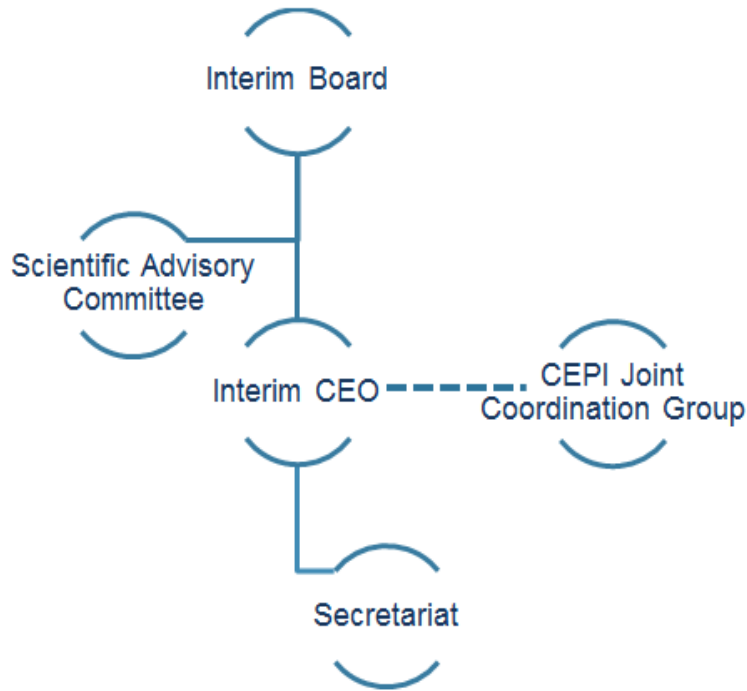 Interim Board
Scientific Advisory
Committee
Interim CEO
CEPI Joint
Coordination Group
Secretariat